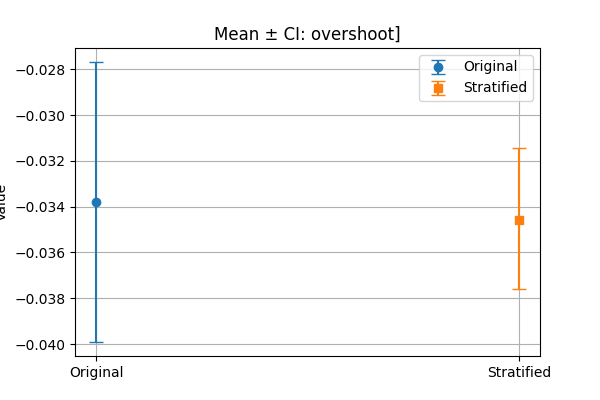 Mean ± CI: overshoot]
Original
Stratified
−0.028
−0.030
−0.032
−0.034
−0.036
−0.038
−0.040
Original
Stratified